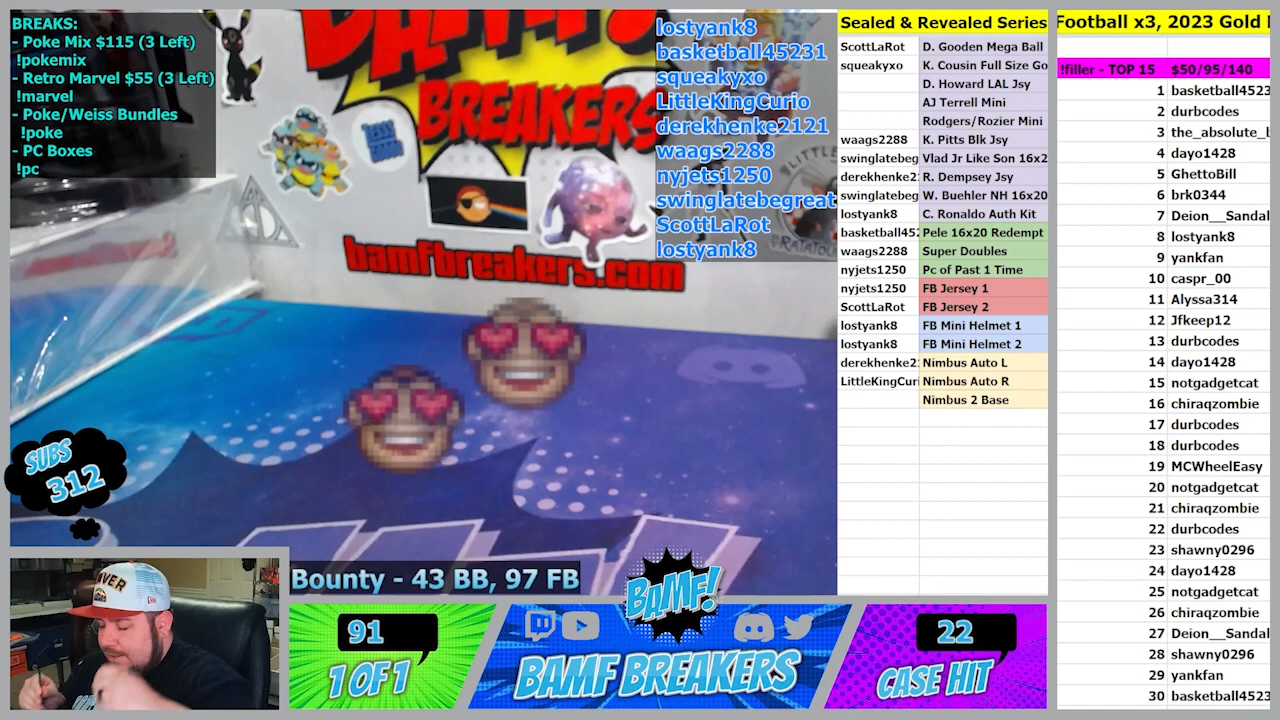 BREAKS:
- Poke Mix $115 (3 Left)
!pokemix
- Retro Marvel $55 (3 Left)
!marvel
- Poke/Weiss Bundles
!poke
- PC Boxes
!pc
BREAKERS
LESS
bamfbreakers.com
lostyank8
basketball45231
squeakyxo
LittleKingCurio
derekhenke2121
waags2288
nyjets1250
swinglatebegreat
ScottLaRot
lostyank8
Sealed & Revealed Series
ScottLaRot D. Gooden Mega Ball
squeakyxo K. Cousin Full Size Go
D. Howard LAL Jsy
AJ Terrell Mini
Rodgers/Rozier Mini
waags2288 K. Pitts Blk Jsy
swinglatebeg Vlad Jr Like Son 16x2
derekhenke2 R. Dempsey Jsy
swinglatebeg W. Buehler NH 16x20
lostyank8 C. Ronaldo Auth Kit
basketball452 Pele 16x20 Redempt
waags2288 Super Doubles
nyjets1250 Pc of Past 1 Time
nyjets1250 FB Jersey 1
ScottLaRot FB Jersey 2
lostyank8 FB Mini Helmet 1
lostyank8 FB Mini Helmet 2
derekhenke2 Nimbus Auto L
LittleKingCuri Nimbus Auto R
Nimbus 2 Base
Football x3, 2023 Gold
!filler - TOP 15 $50/95/140
1 basketball4523
2 durbcodes
3 the_absolute_b
4 dayo1428
5 GhettoBill
6 brk0344
7 Deion__Sandal
8 lostyank8
9 yankfan
10 caspr_00
11 Alyssa314
12 Jfkeep12
13 durbcodes
14 dayo1428
15 notgadgetcat
16 chiraqzombie
17 durbcodes
18 durbcodes
19 MCWheelEasy
20 notgadgetcat
21 chiraqzombie
22 durbcodes
23 shawny0296
24 dayo1428
25 notgadgetcat
26 chiraqzombie
27 Deion__Sandal
28 shawny0296
29 yankfan
30 basketball4523
SUBS
312
Bounty - 43 BB, 97 FB
BAMF!
91
1 OF 1
BAMF BREAKERS
22
CASE HIT